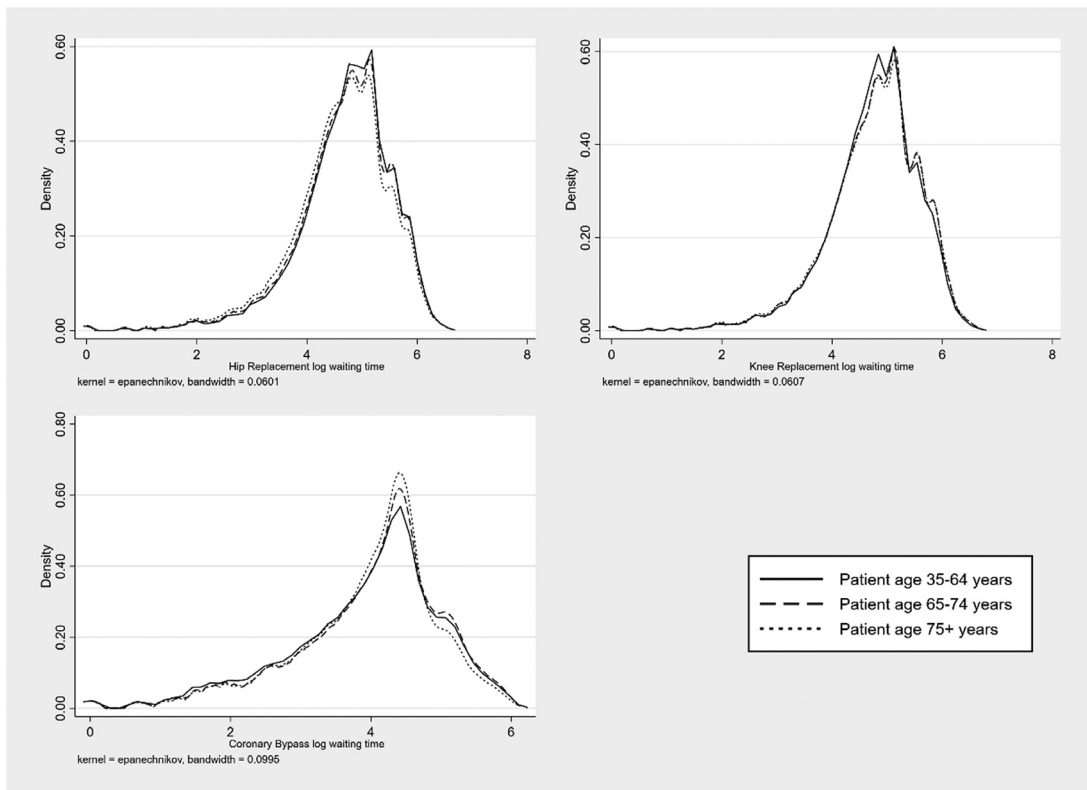 0.60
0.40
0.20
0.00
Density
0 2 4 6 8
Hip Replacement log waiting time
kernel = epanechnikov, bandwidth = 0.0601
0.60
0.40
0.20
0.00
Density
0 2 4 6 8
Knee Replacement log waiting time
kernel = epanechnikov, bandwidth = 0.0607
0.80
0.60
0.40
0.20
0.00
Density
0 2 4 6
Coronary Bypass log waiting time
kernel = epanechnikov, bandwidth = 0.0995
Patient age 35-64 years
Patient age 65-74 years
Patient age 75+ years